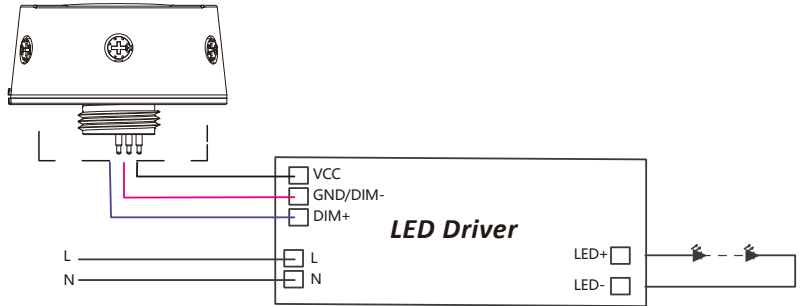 VCC
GND/DIM-
DIM+
LED Driver
L
L
LED+
N
N
LED-